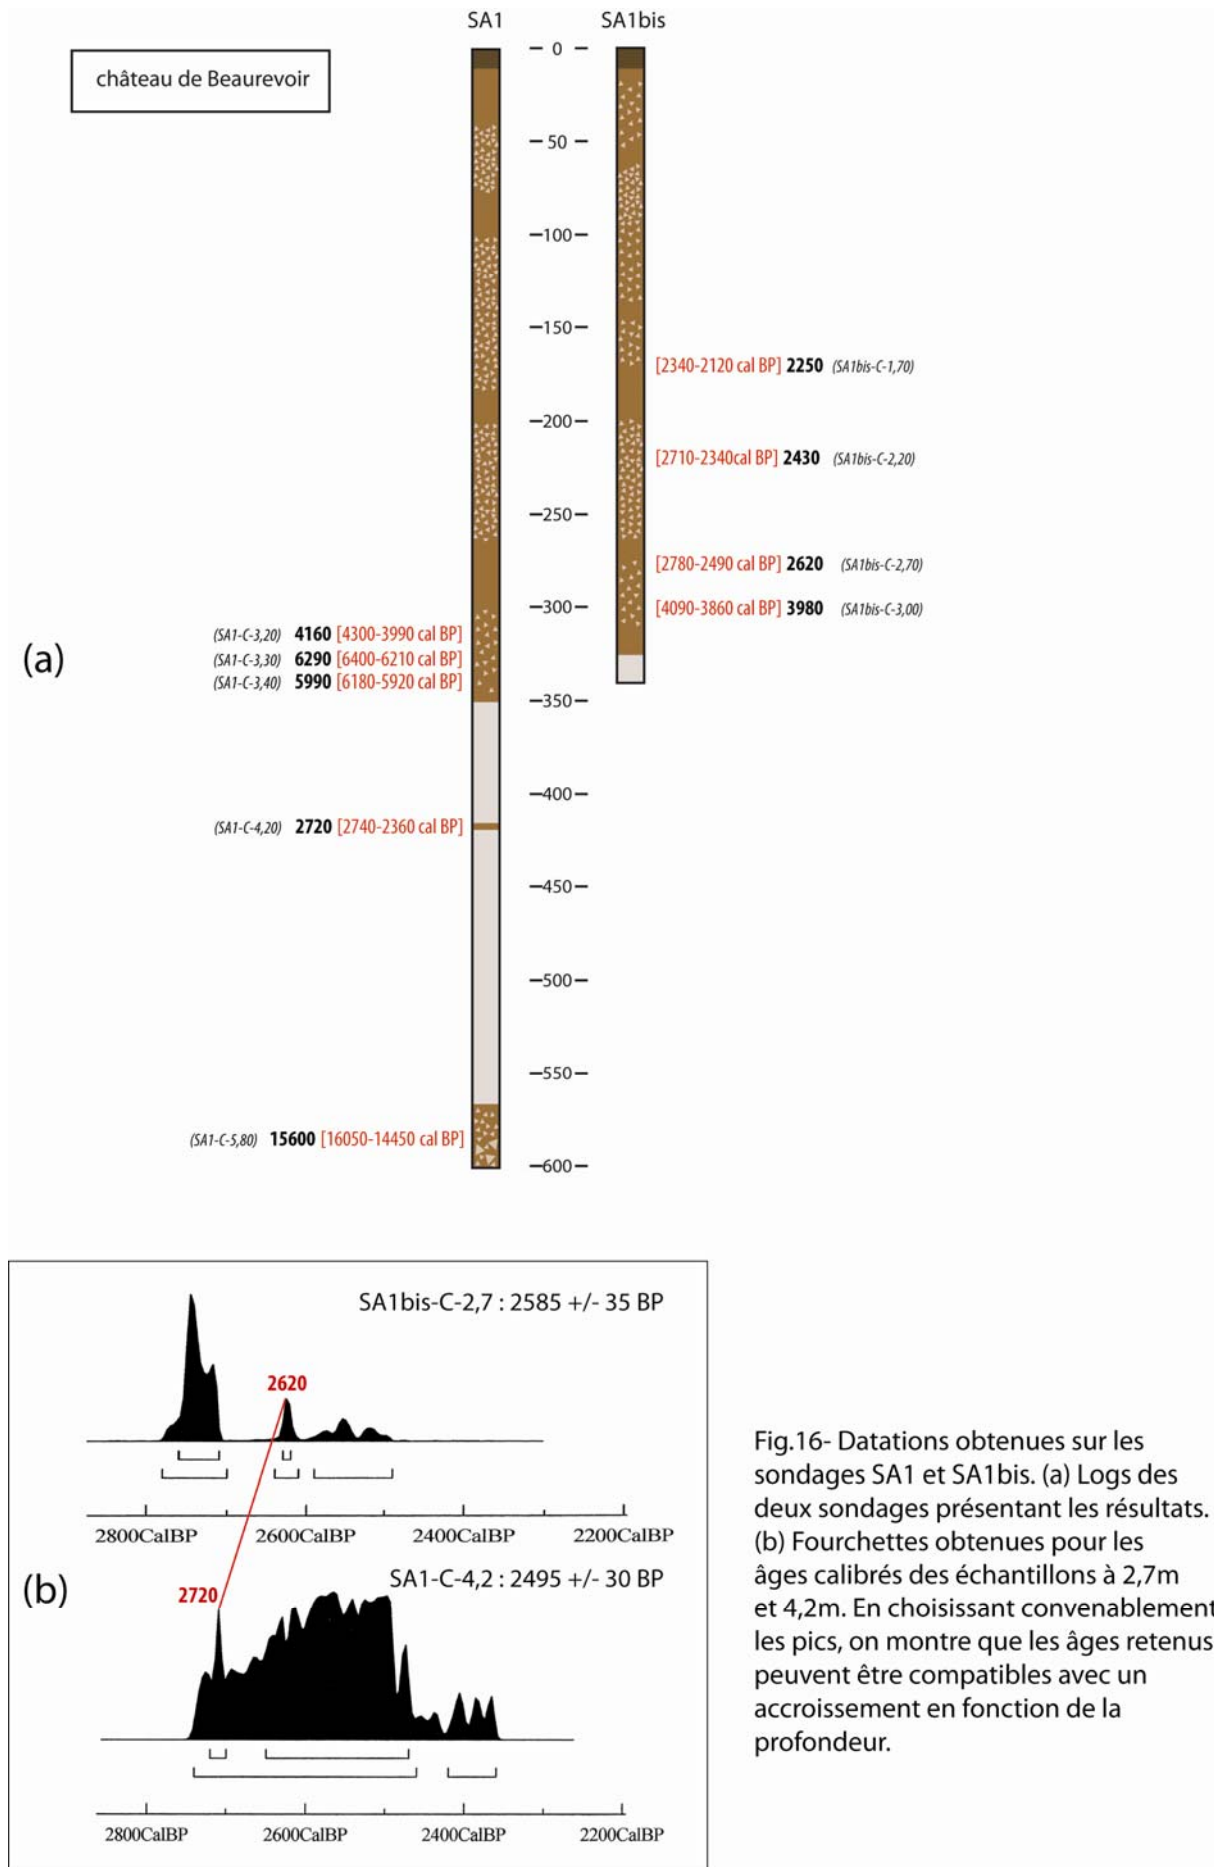 SA1 SA1bis
château de Beaurevoir
0
50
100
150
[2340-2120 cal BP] 2250 (SA1bis-C-1,70)
200
[2710-2340cal BP] 2430 (SA1bis-C-2,20)
250
[2780-2490 cal BP] 2620 (SA1bis-C-2,70)
300
[4090-3860 cal BP] 3980 (SA1bis-C-3,00)
(SA1-C-3,20) 4160 [4300-3990 cal BP]
(a)
(SA1-C-3,30) 6290 [6400-6210 cal BP]
(SA1-C-3,40) 5990 [6180-5920 cal BP]
350
400
(SA1-C-4,20) 2720 [2740-2360 cal BP]
450
500
550
(SA1-C-5,80) 15600 [16050-14450 cal BP]
600
SA1bis-C-2,7 : 2585 +/- 35 BP
2620
2800CalBP 2600CalBP 2400CalBP 2200CalBP
(b)
SA1-C-4,2 : 2495 +/- 30 BP
2720
2800CalBP 2600CalBP 2400CalBP 2200CalBP
Fig.16- Datations obtenues sur les
sondages SA1 et SA1bis. (a) Logs des
deux sondages présentant les résultats.
(b) Fourchettes obtenues pour les
âges calibrés des échantillons à 2,7m
et 4,2m. En choisissant convenablement
les pics, on montre que les âges retenus
peuvent être compatibles avec un
accroissement en fonction de la
profondeur.